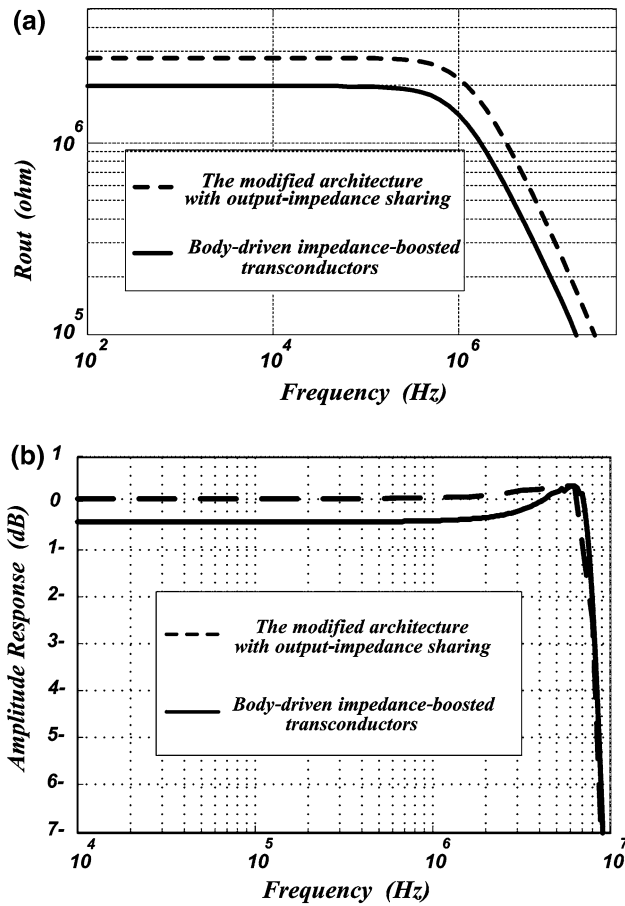 (a)
10^6
The modified architecture
with output-impedance sharing
Rout (ohm)
Body-driven impedance-boosted
transconductors
10^5
10^2
10^4
10^6
Frequency (Hz)
(b)
1
0
1-
2-
3-
4-
5-
6-
7-
Amplitude Response (dB)
The modified architecture
with output-impedance sharing
Body-driven impedance-boosted
transconductors
10^4
10^5
10^6
10^7
Frequency (Hz)